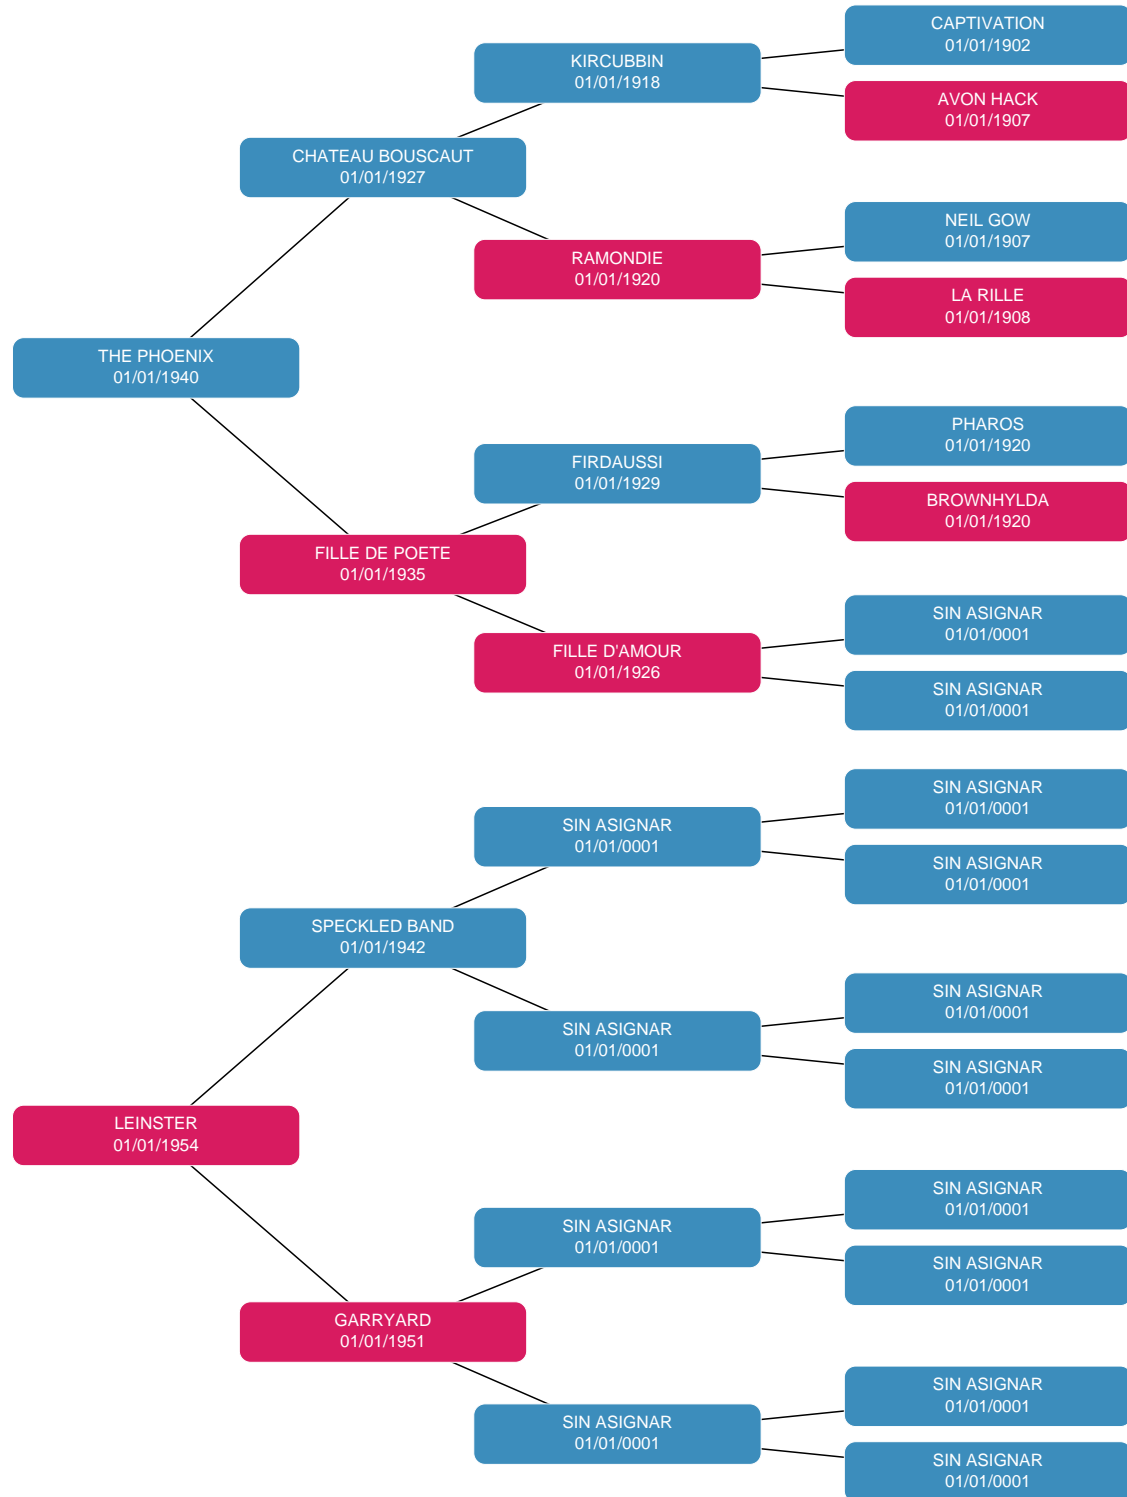 CAPTIVATION
01/01/1902
KIRCUBBIN
01/01/1918
AVON HACK
01/01/1907
CHATEAU BOUSCAUT
01/01/1927
NEIL GOW
01/01/1907
RAMONDIE
01/01/1920
LA RILLE
01/01/1908
THE PHOENIX
01/01/1940
PHAROS
01/01/1920
FIRDAUSSI
01/01/1929
BROWNHYLDA
01/01/1920
FILLE DE POETE
01/01/1935
SIN ASIGNAR
01/01/0001
FILLE D'AMOUR
01/01/1926
SIN ASIGNAR
01/01/0001
SIN ASIGNAR
01/01/0001
SIN ASIGNAR
01/01/0001
SIN ASIGNAR
01/01/0001
SPECKLED BAND
01/01/1942
SIN ASIGNAR
01/01/0001
SIN ASIGNAR
01/01/0001
SIN ASIGNAR
01/01/0001
LEINSTER
01/01/1954
SIN ASIGNAR
01/01/0001
SIN ASIGNAR
01/01/0001
SIN ASIGNAR
01/01/0001
GARRYARD
01/01/1951
SIN ASIGNAR
01/01/0001
SIN ASIGNAR
01/01/0001
SIN ASIGNAR
01/01/0001